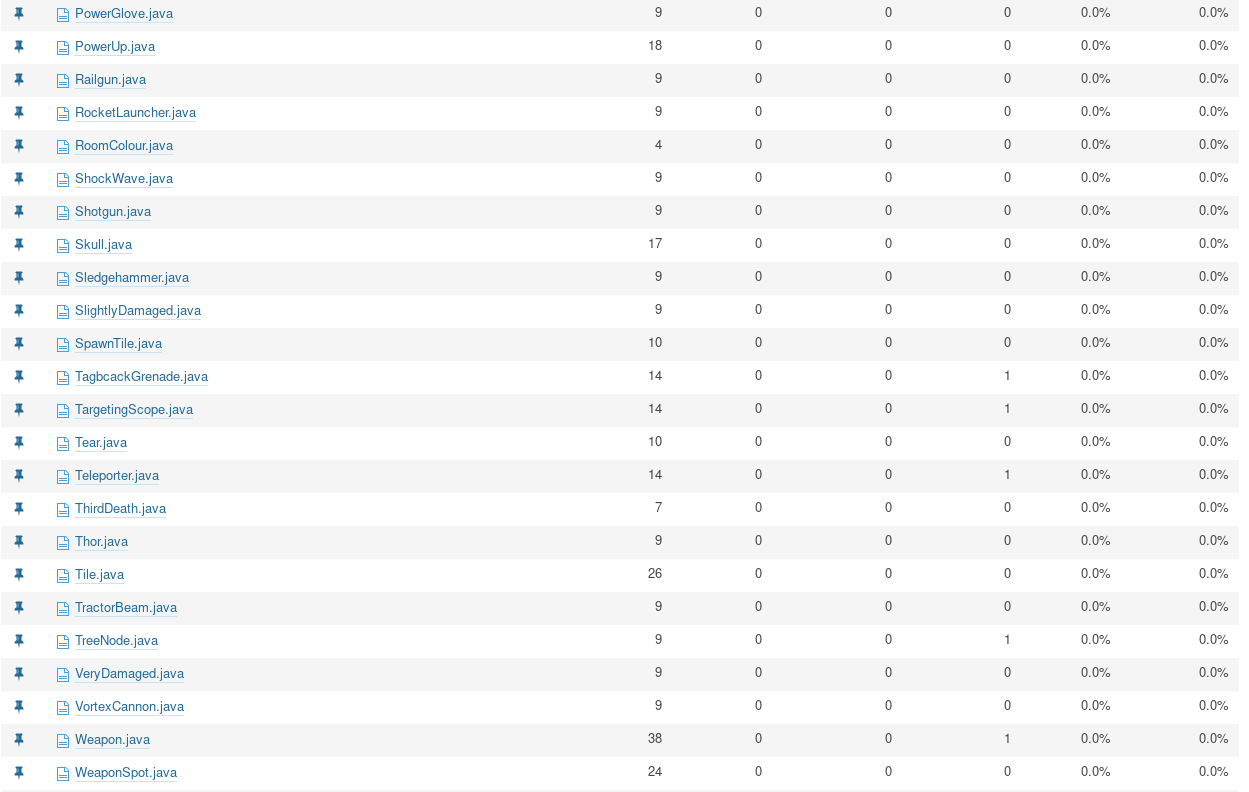 PowerGlove.java 9 0 0 0 0.0% 0.0%
PowerUp.java 18 0 0 0 0.0% 0.0%
Railgun.java 9 0 0 0 0.0% 0.0%
RocketLauncher.java 9 0 0 0 0.0% 0.0%
RoomColour.java 4 0 0 0 0.0% 0.0%
ShockWave.java 9 0 0 0 0.0% 0.0%
Shotgun.java 9 0 0 0 0.0% 0.0%
Skull.java 17 0 0 0 0.0% 0.0%
Sledgehammer.java 9 0 0 0 0.0% 0.0%
SlightlyDamaged.java 9 0 0 0 0.0% 0.0%
SpawnTile.java 10 0 0 0 0.0% 0.0%
TagbcackGrenade.java 14 0 0 1 0.0% 0.0%
TargetingScope.java 14 0 0 1 0.0% 0.0%
Tear.java 10 0 0 0 0.0% 0.0%
Teleporter.java 14 0 0 1 0.0% 0.0%
ThirdDeath.java 7 0 0 0 0.0% 0.0%
Thor.java 9 0 0 0 0.0% 0.0%
Tile.java 26 0 0 0 0.0% 0.0%
TractorBeam.java 9 0 0 0 0.0% 0.0%
TreeNode.java 9 0 0 1 0.0% 0.0%
VeryDamaged.java 9 0 0 0 0.0% 0.0%
VortexCannon.java 9 0 0 0 0.0% 0.0%
Weapon.java 38 0 0 1 0.0% 0.0%
WeaponSpot.java 24 0 0 0 0.0% 0.0%